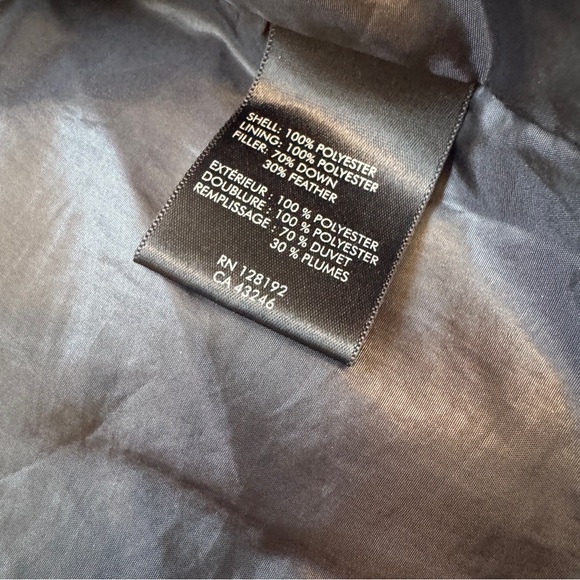 SHELL: 100% POLYESTER
LINING: 100% POLYESTER
FILLER: 70% DOWN
30% FEATHER
EXTÉRIEUR : 100 % POLYESTER
DOUBLURE : 100 % POLYESTER
REMPLISSAGE : 70 % DUVET
30 % PLUMES
RN 128192
CA 43246